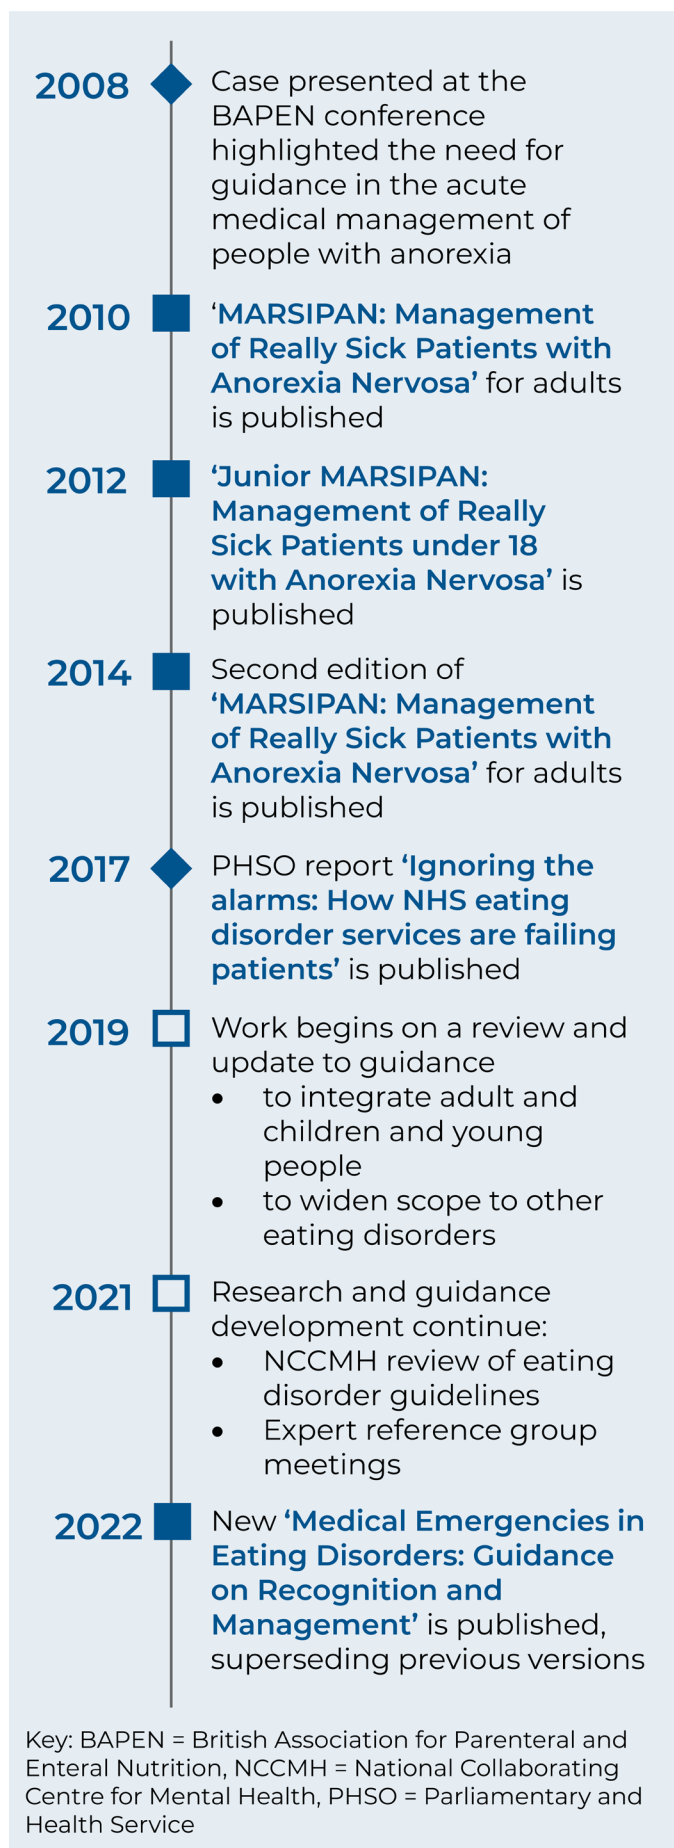 2008
Case presented at the
BAPEN conference
highlighted the need for
guidance in the acute
medical management of
people with anorexia
2010
‘MARSIPAN: Management
of Really Sick Patients with
Anorexia Nervosa’ for adults
is published
2012
‘Junior MARSIPAN:
Management of Really
Sick Patients under 18
with Anorexia Nervosa’ is
published
2014
Second edition of
‘MARSIPAN: Management
of Really Sick Patients with
Anorexia Nervosa’ for adults
is published
2017
PHSO report ‘Ignoring the
alarms: How NHS eating
disorder services are failing
patients’ is published
2019
Work begins on a review and
update to guidance
• to integrate adult and
children and young
people
• to widen scope to other
eating disorders
2021
Research and guidance
development continue:
• NCCMH review of eating
disorder guidelines
• Expert reference group
meetings
2022
New ‘Medical Emergencies in
Eating Disorders: Guidance
on Recognition and
Management’ is published,
superseding previous versions
Key: BAPEN = British Association for Parenteral and
Enteral Nutrition, NCCMH = National Collaborating
Centre for Mental Health, PHSO = Parliamentary and
Health Service